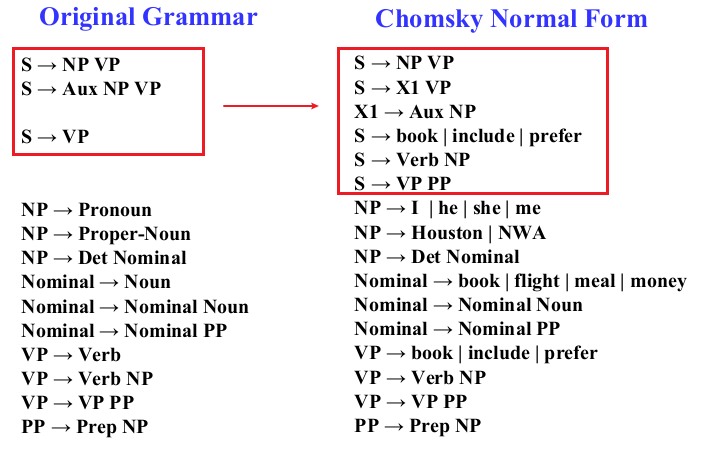 Original Grammar
S → NP VP
S → Aux NP VP
S → VP
NP → Pronoun
NP → Proper-Noun
NP → Det Nominal
Nominal → Noun
Nominal → Nominal Noun
Nominal → Nominal PP
VP → Verb
VP → Verb NP
VP → VP PP
PP → Prep NP
Chomsky Normal Form
S → NP VP
S → X1 VP
X1 → Aux NP
S → book | include | prefer
S → Verb NP
S → VP PP
NP → I | he | she | me
NP → Houston | NWA
NP → Det Nominal
Nominal → book | flight | meal | money
Nominal → Nominal Noun
Nominal → Nominal PP
VP → book | include | prefer
VP → Verb NP
VP → VP PP
PP → Prep NP